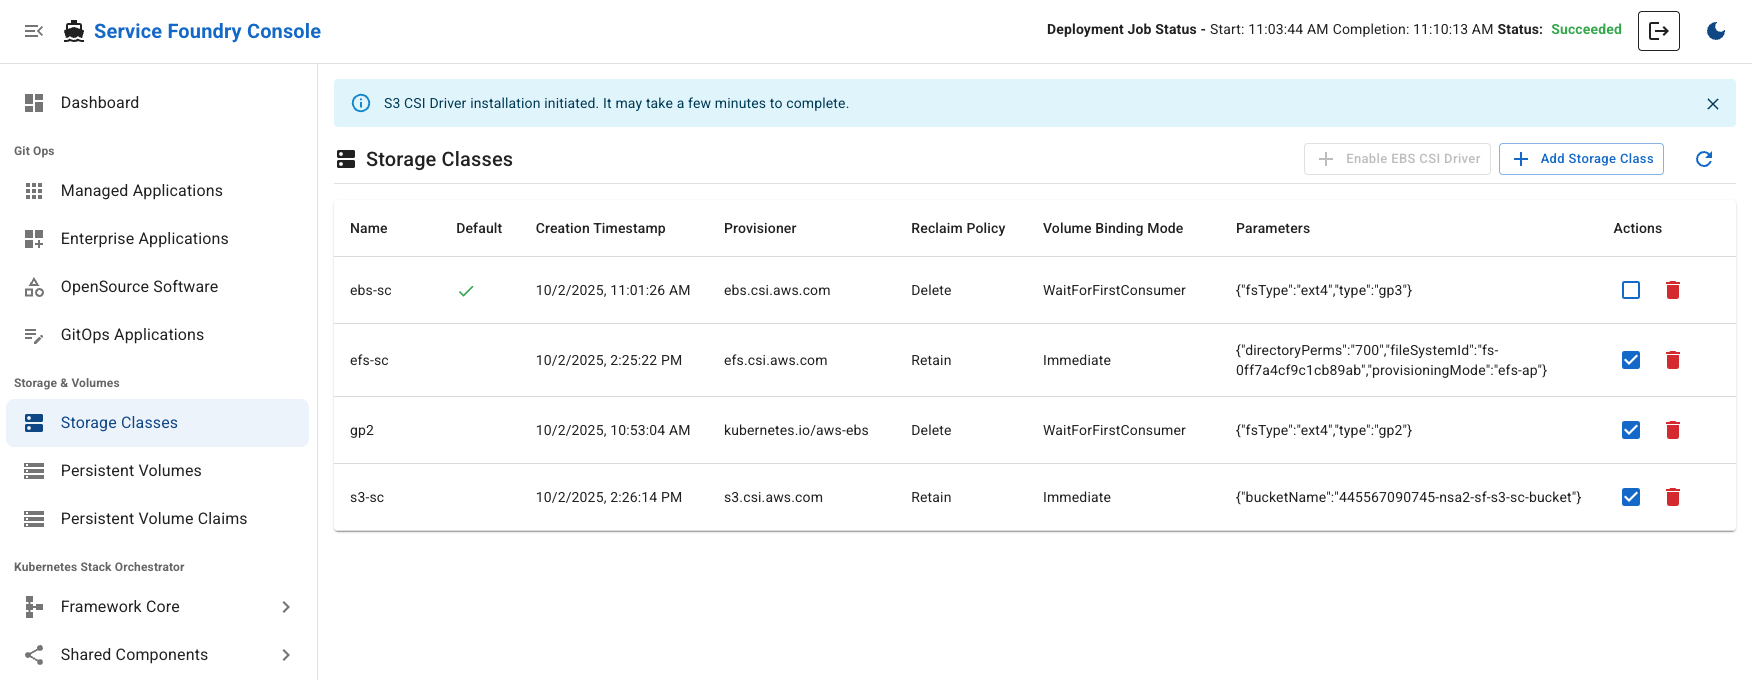 Service Foundry Console
Deployment Job Status - Start: 11:03:44 AM Completion: 11:10:13 AM Status: Succeeded
Dashboard
Git Ops
Managed Applications
Enterprise Applications
OpenSource Software
GitOps Applications
Storage & Volumes
Storage Classes
Persistent Volumes
Persistent Volume Claims
Kubernetes Stack Orchestrator
Framework Core
Shared Components
S3 CSI Driver installation initiated. It may take a few minutes to complete.
Storage Classes
Enable EBS CSI Driver
Add Storage Class
Name Default Creation Timestamp Provisioner Reclaim Policy Volume Binding Mode Parameters Actions
ebs-sc 10/2/2025, 11:01:26 AM ebs.csi.aws.com Delete WaitForFirstConsumer {"fsType":"ext4","type":"gp3"}
efs-sc 10/2/2025, 2:25:22 PM efs.csi.aws.com Retain Immediate {"directoryPerms":"700","fileSystemId":"fs-
0ff7a4cf9c1cb89ab","provisioningMode":"efs-ap"}
gp2 10/2/2025, 10:53:04 AM kubernetes.io/aws-ebs Delete WaitForFirstConsumer {"fsType":"ext4","type":"gp2"}
s3-sc 10/2/2025, 2:26:14 PM s3.csi.aws.com Retain Immediate {"bucketName":"445567090745-nsa2-sf-s3-sc-bucket"}